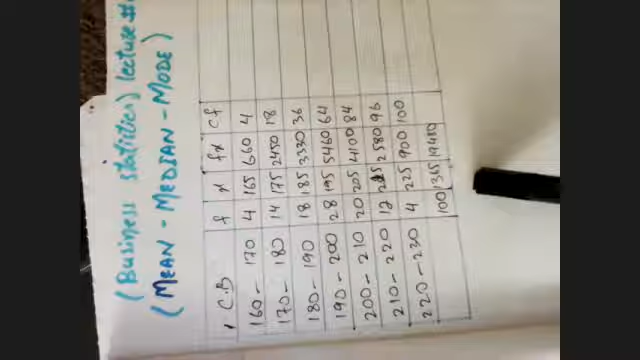 (Business statistics) lecture #
(MEAN - MEDIAN - MODE)
C.B f x fx cf
160 - 170 4 165 660 4
170 - 180 14 175 2450 18
180 - 190 18 185 3330 36
190 - 200 28 195 5460 64
200 - 210 20 205 4100 84
210 - 220 12 215 2580 96
220 - 230 4 225 900 100
100 1365 19480